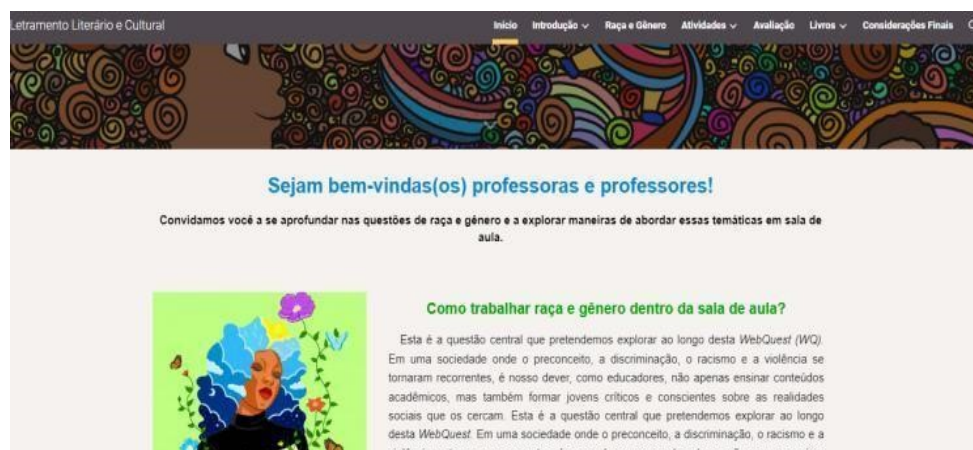 Letramento Literário e Cultural
Início Introdução Raça e Gênero Atividades Avaliação Livros Considerações Finais
Sejam bem-vindas(os) professoras e professores!
Convidamos você a se aprofundar nas questões de raça e gênero e a explorar maneiras de abordar essas temáticas em sala de
aula.
Como trabalhar raça e gênero dentro da sala de aula?
Esta é a questão central que pretendemos explorar ao longo desta WebQuest (WQ).
Em uma sociedade onde o preconceito, a discriminação, o racismo e a violência se
tornaram recorrentes, é nosso dever, como educadores, não apenas ensinar conteúdos
acadêmicos, mas também formar jovens críticos e conscientes sobre as realidades
sociais que os cercam. Esta é a questão central que pretendemos explorar ao longo
desta WebQuest. Em uma sociedade onde o preconceito, a discriminação, o racismo e a